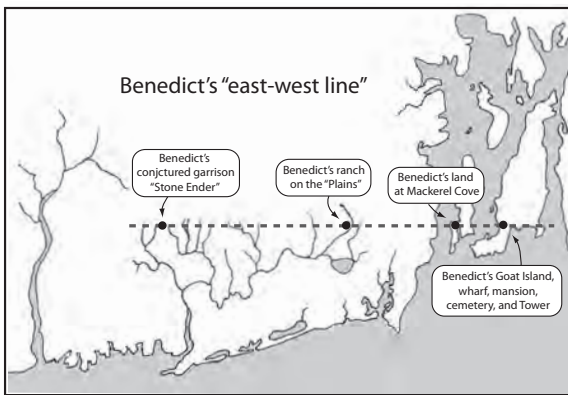 Benedict’s “east-west line”
Benedict’s
conjctured garrison
“Stone Ender”
Benedict’s ranch
on the “Plains”
Benedict’s land
at Mackerel Cove
Benedict’s Goat Island,
wharf, mansion,
cemetery, and Tower